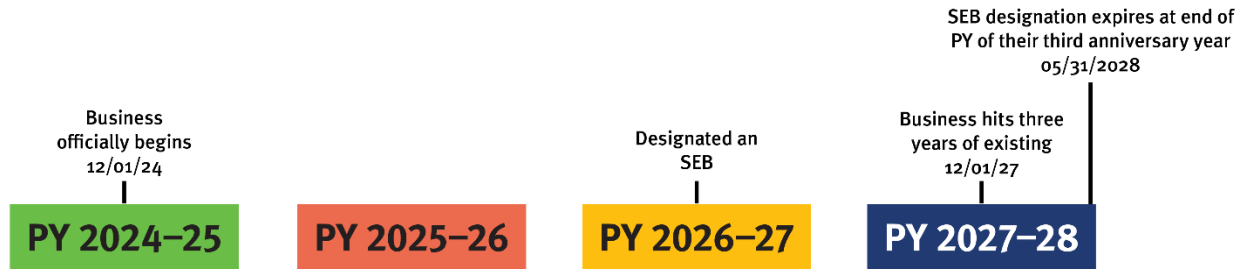 Business
officially begins
12/01/24
PY 2024–25
PY 2025–26
Designated an
SEB
PY 2026–27
Business hits three
years of existing
12/01/27
SEB designation expires at end of
PY of their third anniversary year
05/31/2028
PY 2027–28